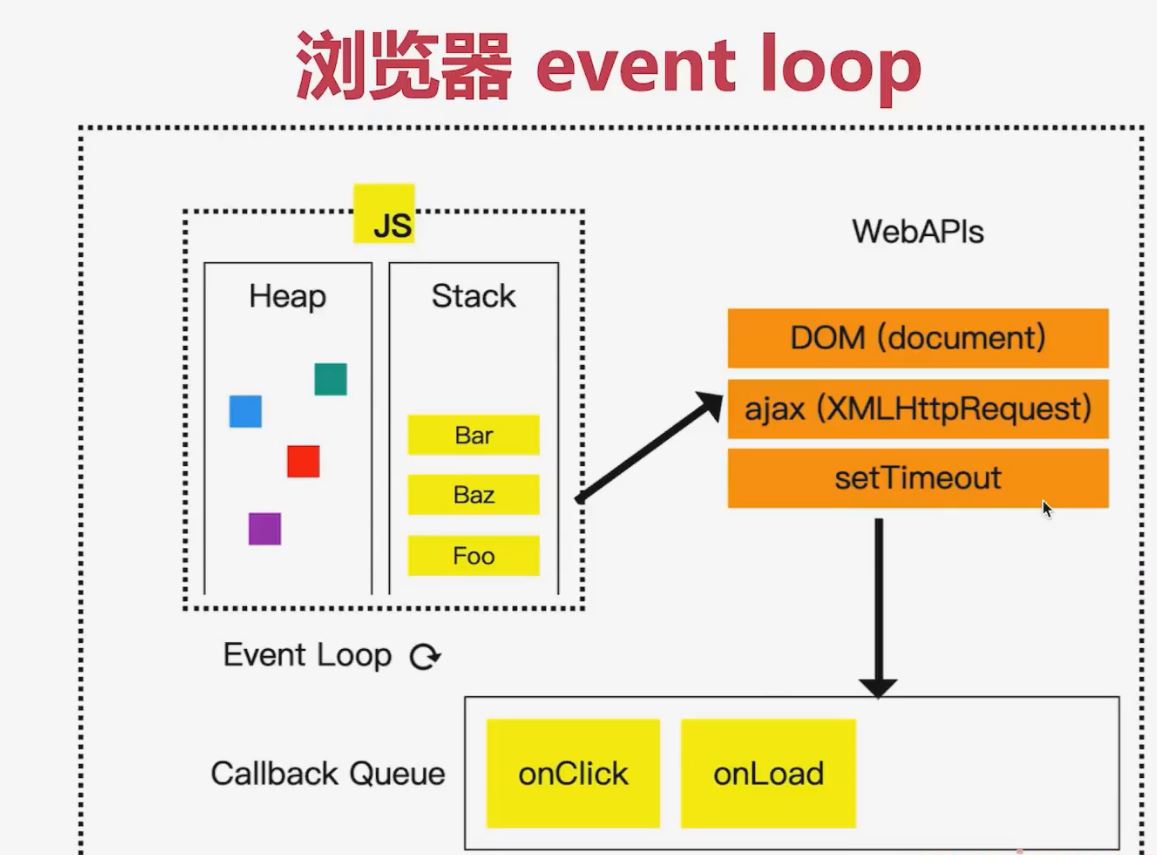 浏览器 event loop
JS
Heap
Stack
Bar
Baz
Foo
WebAPIs
DOM (document)
ajax (XMLHttpRequest)
setTimeout
Event Loop
Callback Queue
onClick
onLoad